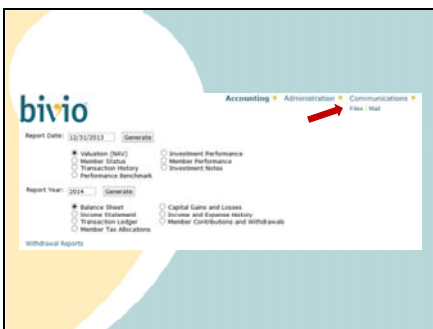 bivio
Accounting ▼ Administration ▼ Communications ▼
Files | Mail
Report Date: 12/31/2013 Generate
Valuation (NAV) Investment Performance
Member Status Member Performance
Transaction History Investment Notes
Performance Benchmark
Report Year: 2014 Generate
Balance Sheet Capital Gains and Losses
Income Statement Income and Expense History
Transaction Ledger Member Contributions and Withdrawals
Member Tax Allocations
Withdrawal Reports